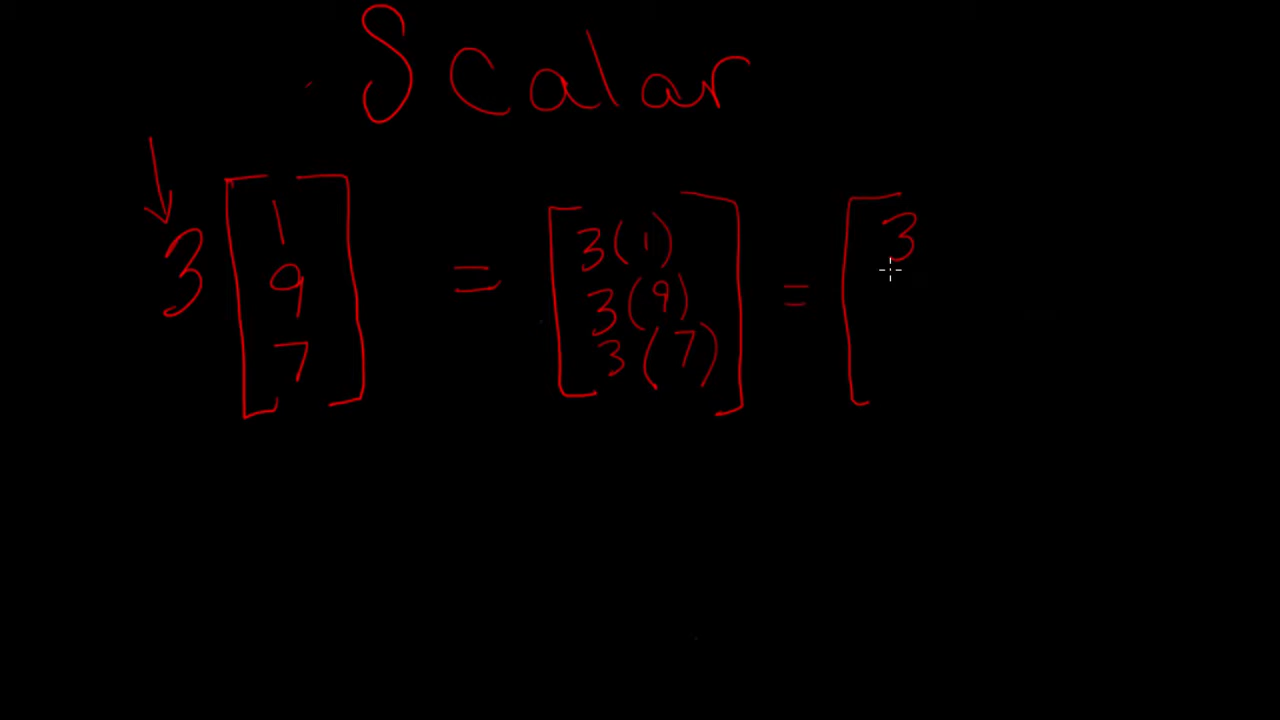 Scalar
3 [1 9 7] = [3(1) 3(9) 3(7)] = [3